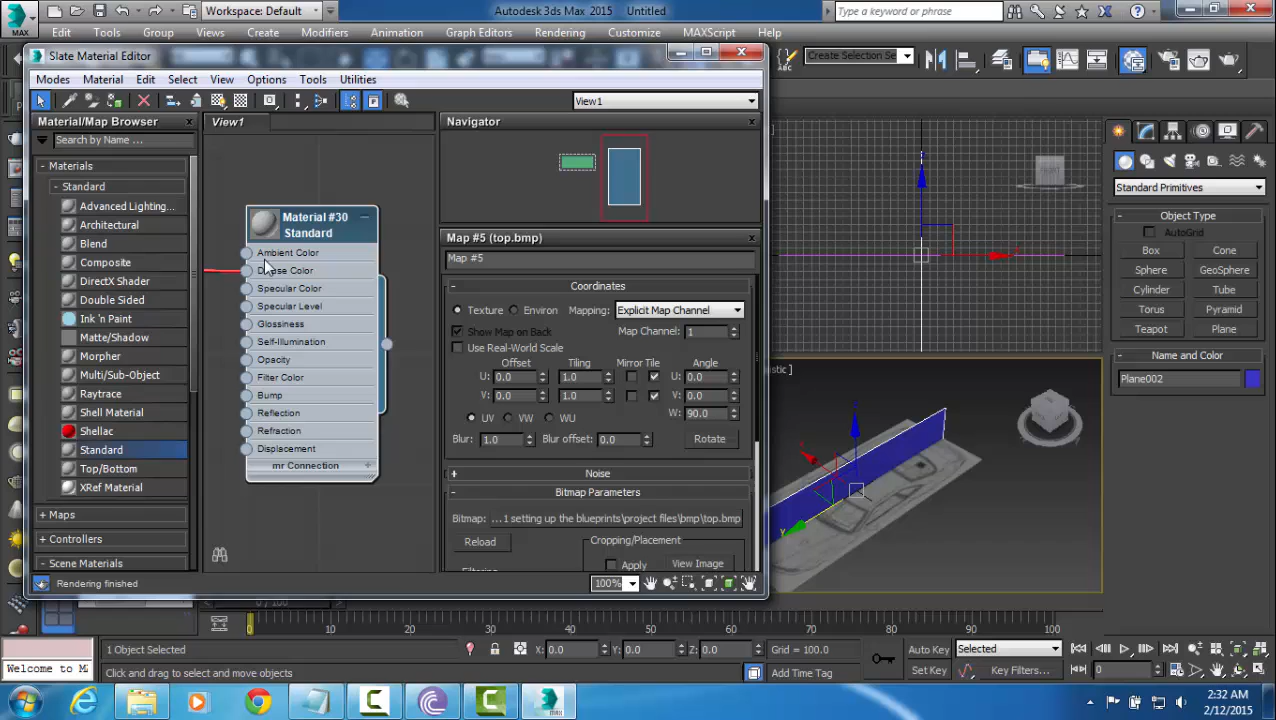 Workspace: Default
Autodesk 3ds Max 2015 Untitled
Type a keyword or phrase
MAX
Edit Tools Group Views Create Modifiers Animation Graph Editors Rendering Customize MAXScript Help
Slate Material Editor
Create Selection Se
Modes Material Edit Select View Options Tools Utilities
View1
Material/Map Browser
View1
Navigator
Search by Name ...
- Materials
- Standard
Advanced Lighting...
Architectural
Blend
Composite
DirectX Shader
Double Sided
Ink 'n Paint
Matte/Shadow
Morpher
Multi/Sub-Object
Raytrace
Shell Material
Shellac
Standard
Top/Bottom
XRef Material
+ Maps
+ Controllers
Scene Materials
Rendering finished
Material #30
Standard
Ambient Color
Diffuse Color
Specular Color
Specular Level
Glossiness
Self-Illumination
Opacity
Filter Color
Bump
Reflection
Refraction
Displacement
mr Connection +
Map #5 (top.bmp)
Map #5
- Coordinates
Texture Environ Mapping: Explicit Map Channel
Show Map on Back Map Channel: 1
Use Real-World Scale
Offset Tiling Mirror Tile Angle
U: 0.0 1.0 U: 0.0
V: 0.0 1.0 V: 0.0
UV VW WU W: 90.0
Blur: 1.0 Blur offset: 0.0 Rotate
+ Noise
- Bitmap Parameters
Bitmap: ...1 setting up the blueprints\project files\bmp\top.bmp
Reload Cropping/Placement
Apply View Image
100%
FRONT
Standard Primitives
- Object Type
AutoGrid
Box Cone
Sphere GeoSphere
Cylinder Tube
Torus Pyramid
Teapot Plane
- Name and Color
Plane002
0 / 100
0 10 20 30 40 50 60 70 80 90 100
1 Object Selected X: 0.0 Y: 0.0 Z: 0.0 Grid = 100.0 Auto Key Selected
Welcome to M
Click and drag to select and move objects Add Time Tag Set Key Key Filters... 0
2:32 AM
2/12/2015